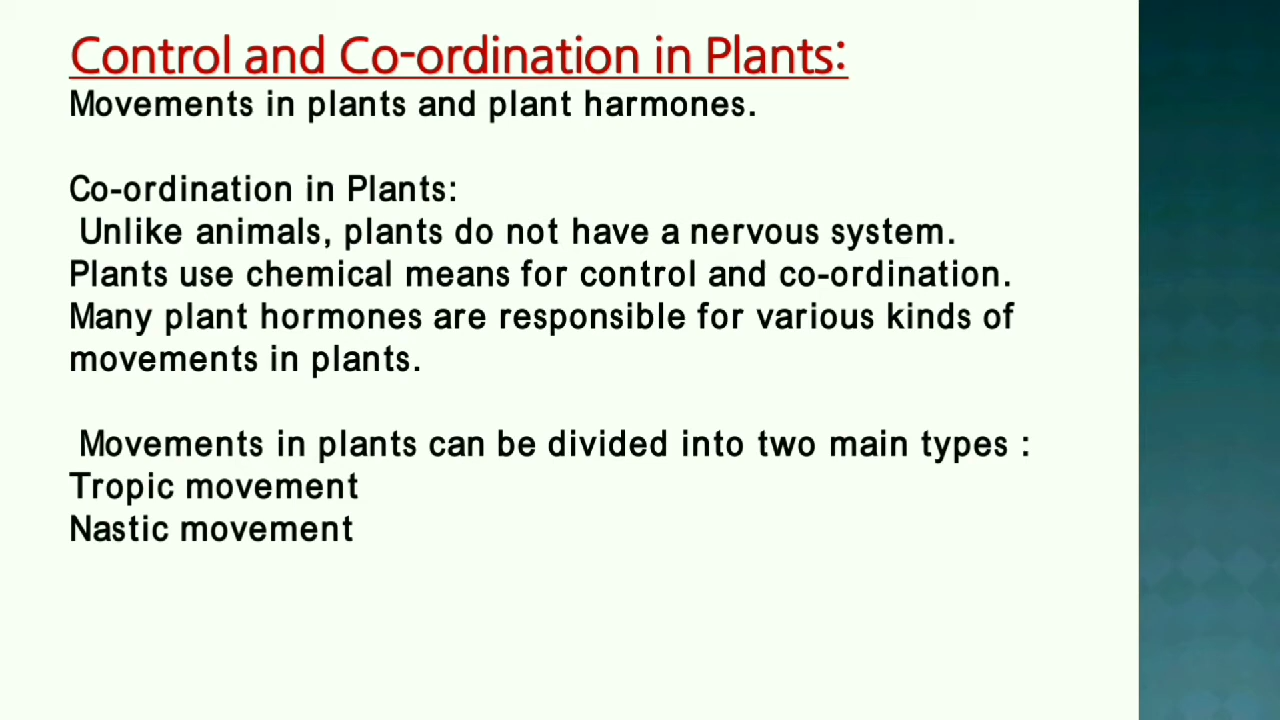 Control and Co-ordination in Plants:
Movements in plants and plant harmones.
Co-ordination in Plants:
Unlike animals, plants do not have a nervous system.
Plants use chemical means for control and co-ordination.
Many plant hormones are responsible for various kinds of
movements in plants.
Movements in plants can be divided into two main types :
Tropic movement
Nastic movement